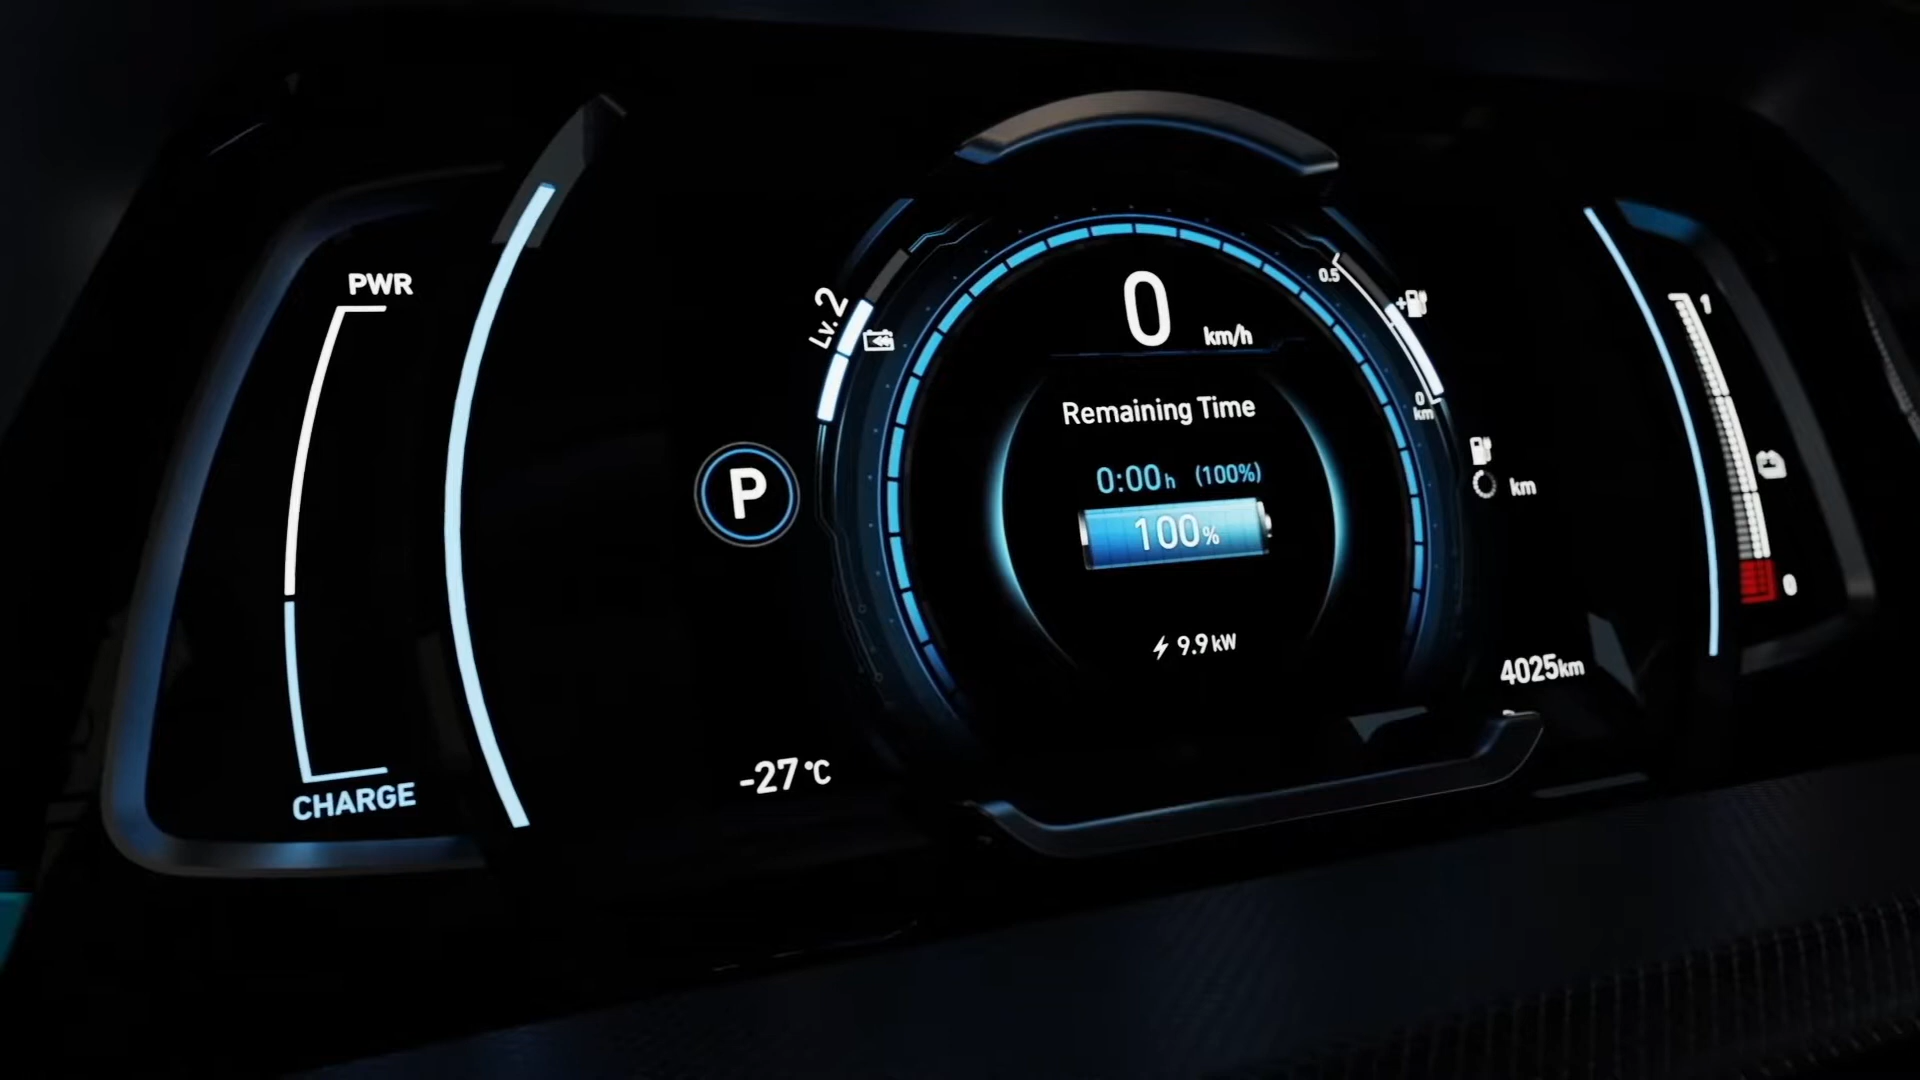 PWR
CHARGE
Lv. 2
P
-27 °C
0 km/h
Remaining Time
0:00h (100%)
100%
9.9 kW
0.5
+
0
km
km
4025km
1
0